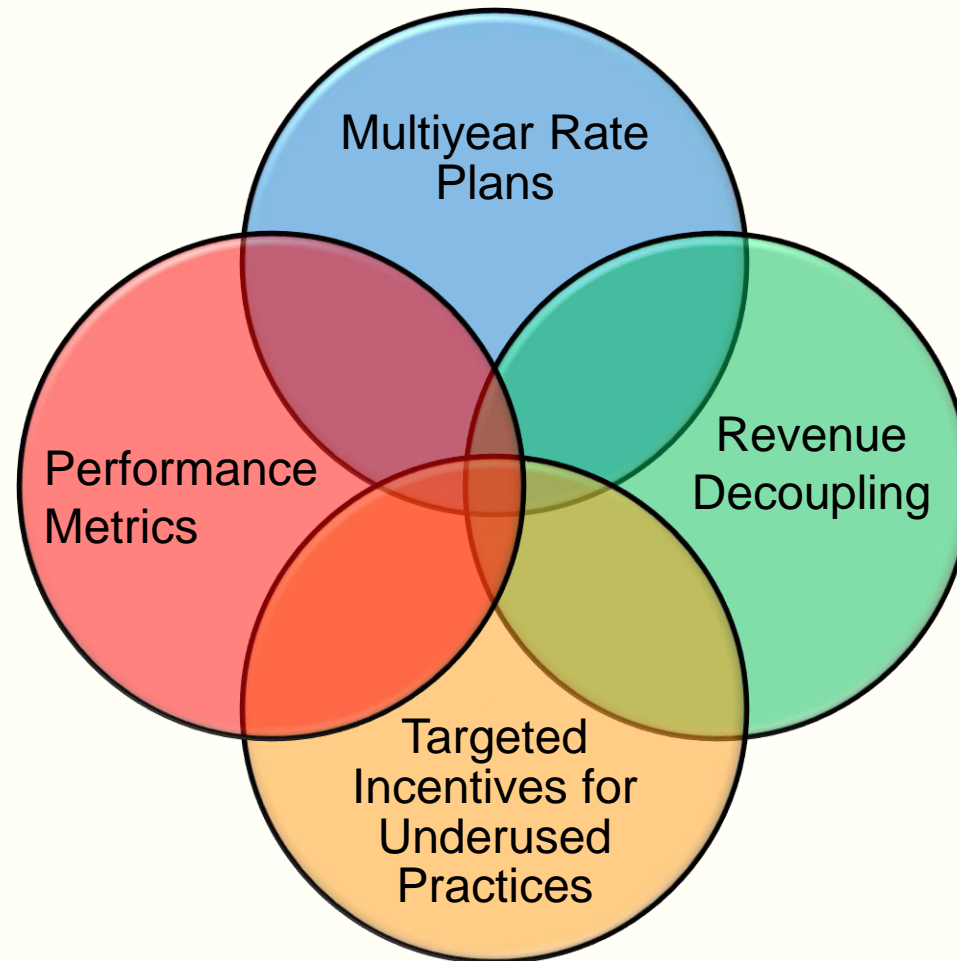 Multiyear Rate
Plans
Revenue
Decoupling
Performance
Metrics
Targeted
Incentives for
Underused
Practices